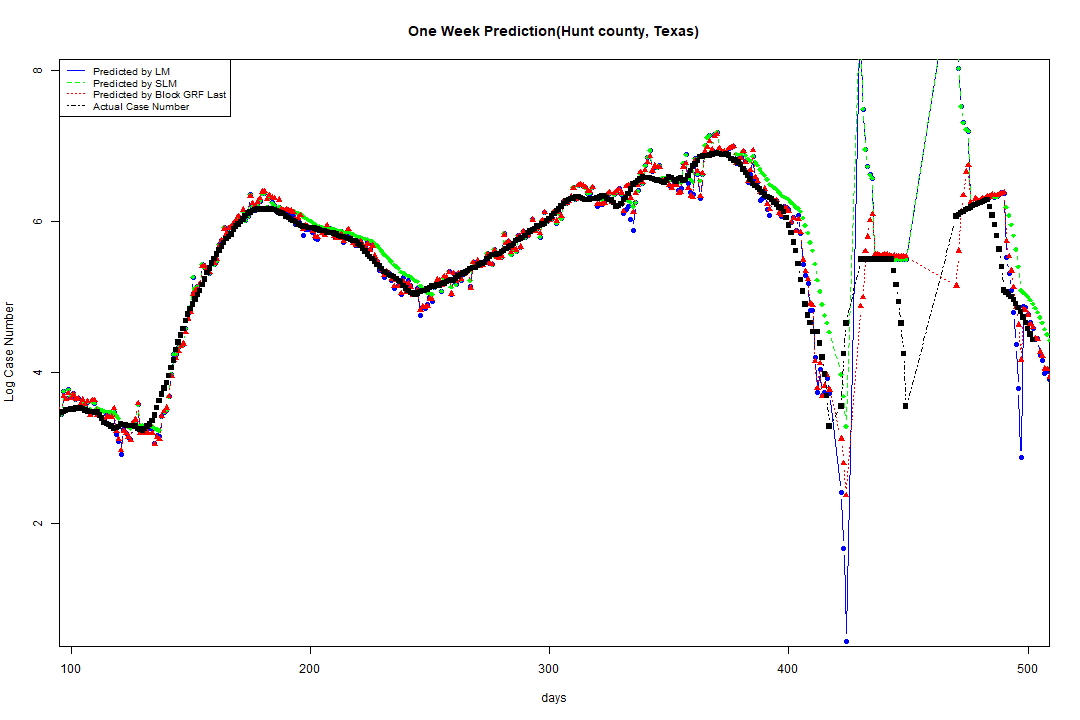 One Week Prediction(Hunt county, Texas)
8
Predicted by LM
Predicted by SLM
Predicted by Block GRF Last
Actual Case Number
6
Log Case Number
4
2
100 200 300 400 500
days